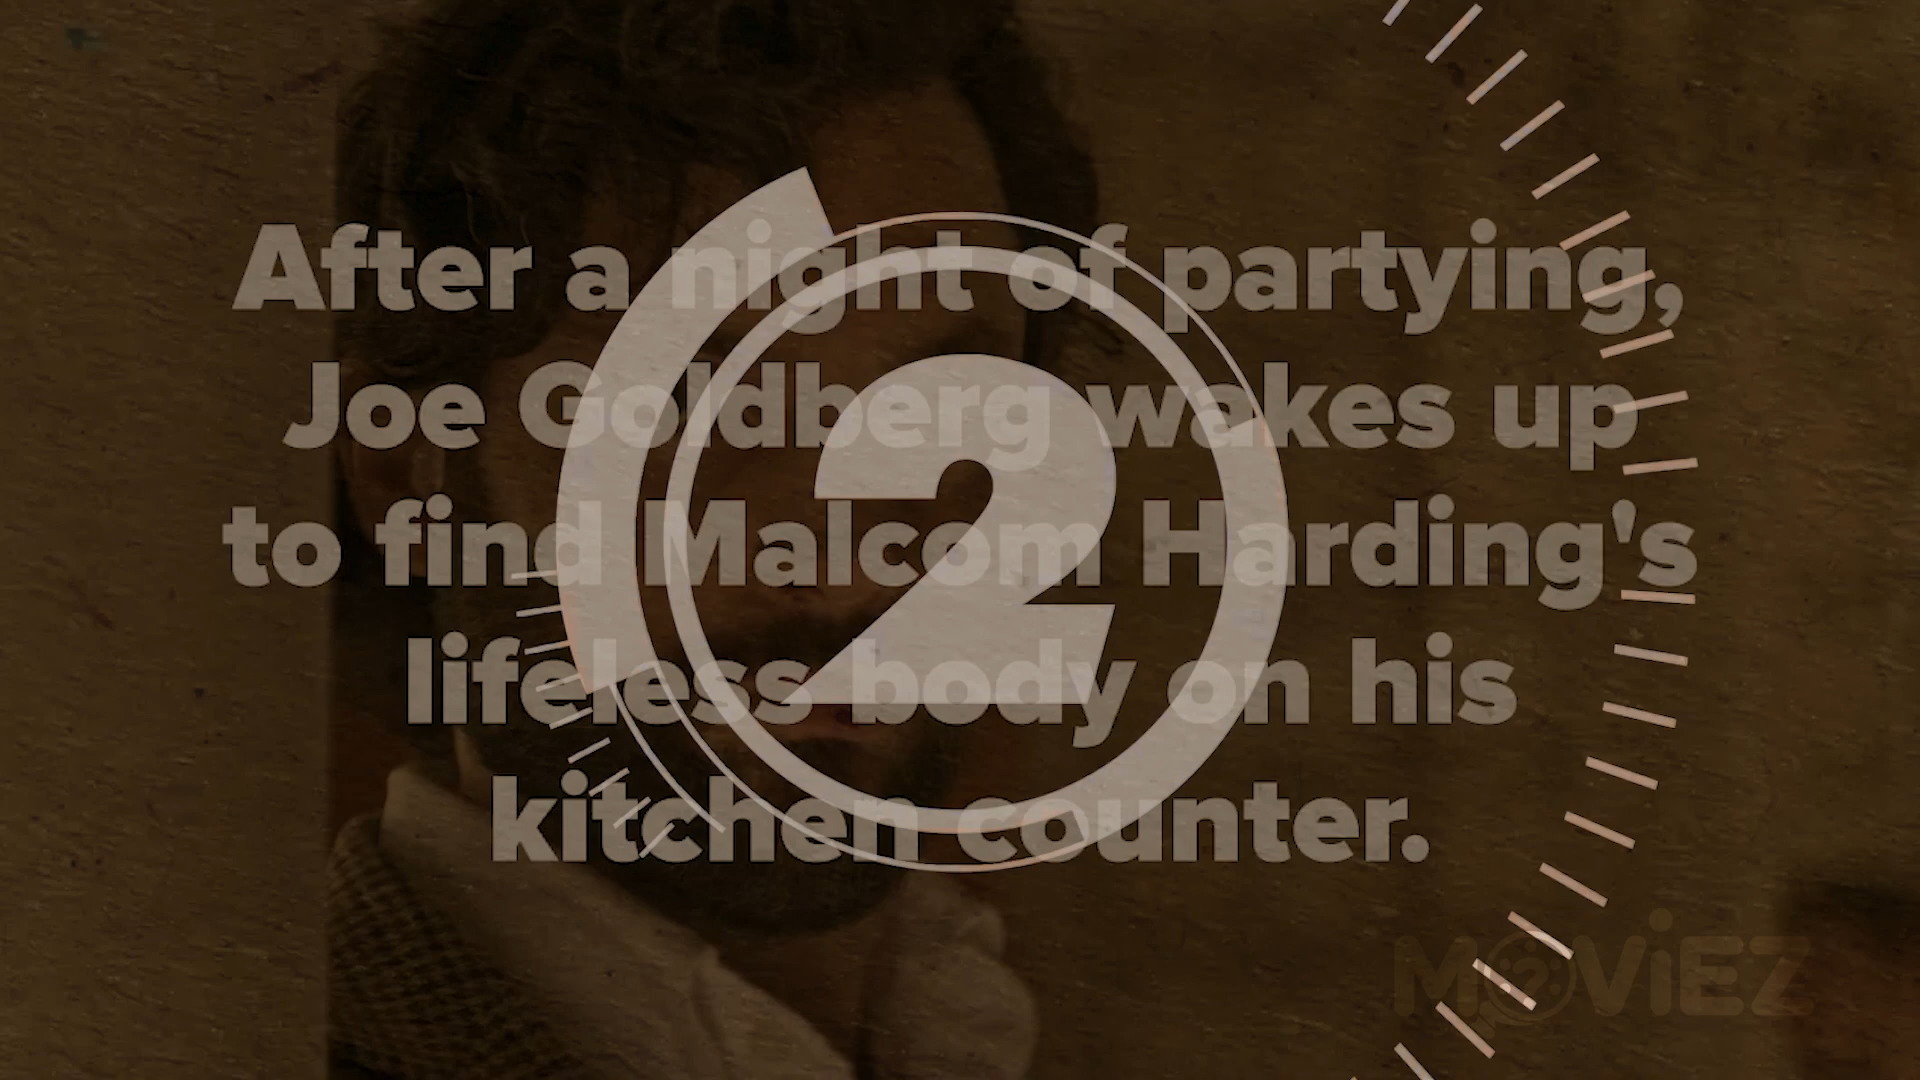 After a night of partying,
Joe Goldberg wakes up
to find Malcom Harding's
lifeless body on his
kitchen counter.
2
MOViEZ